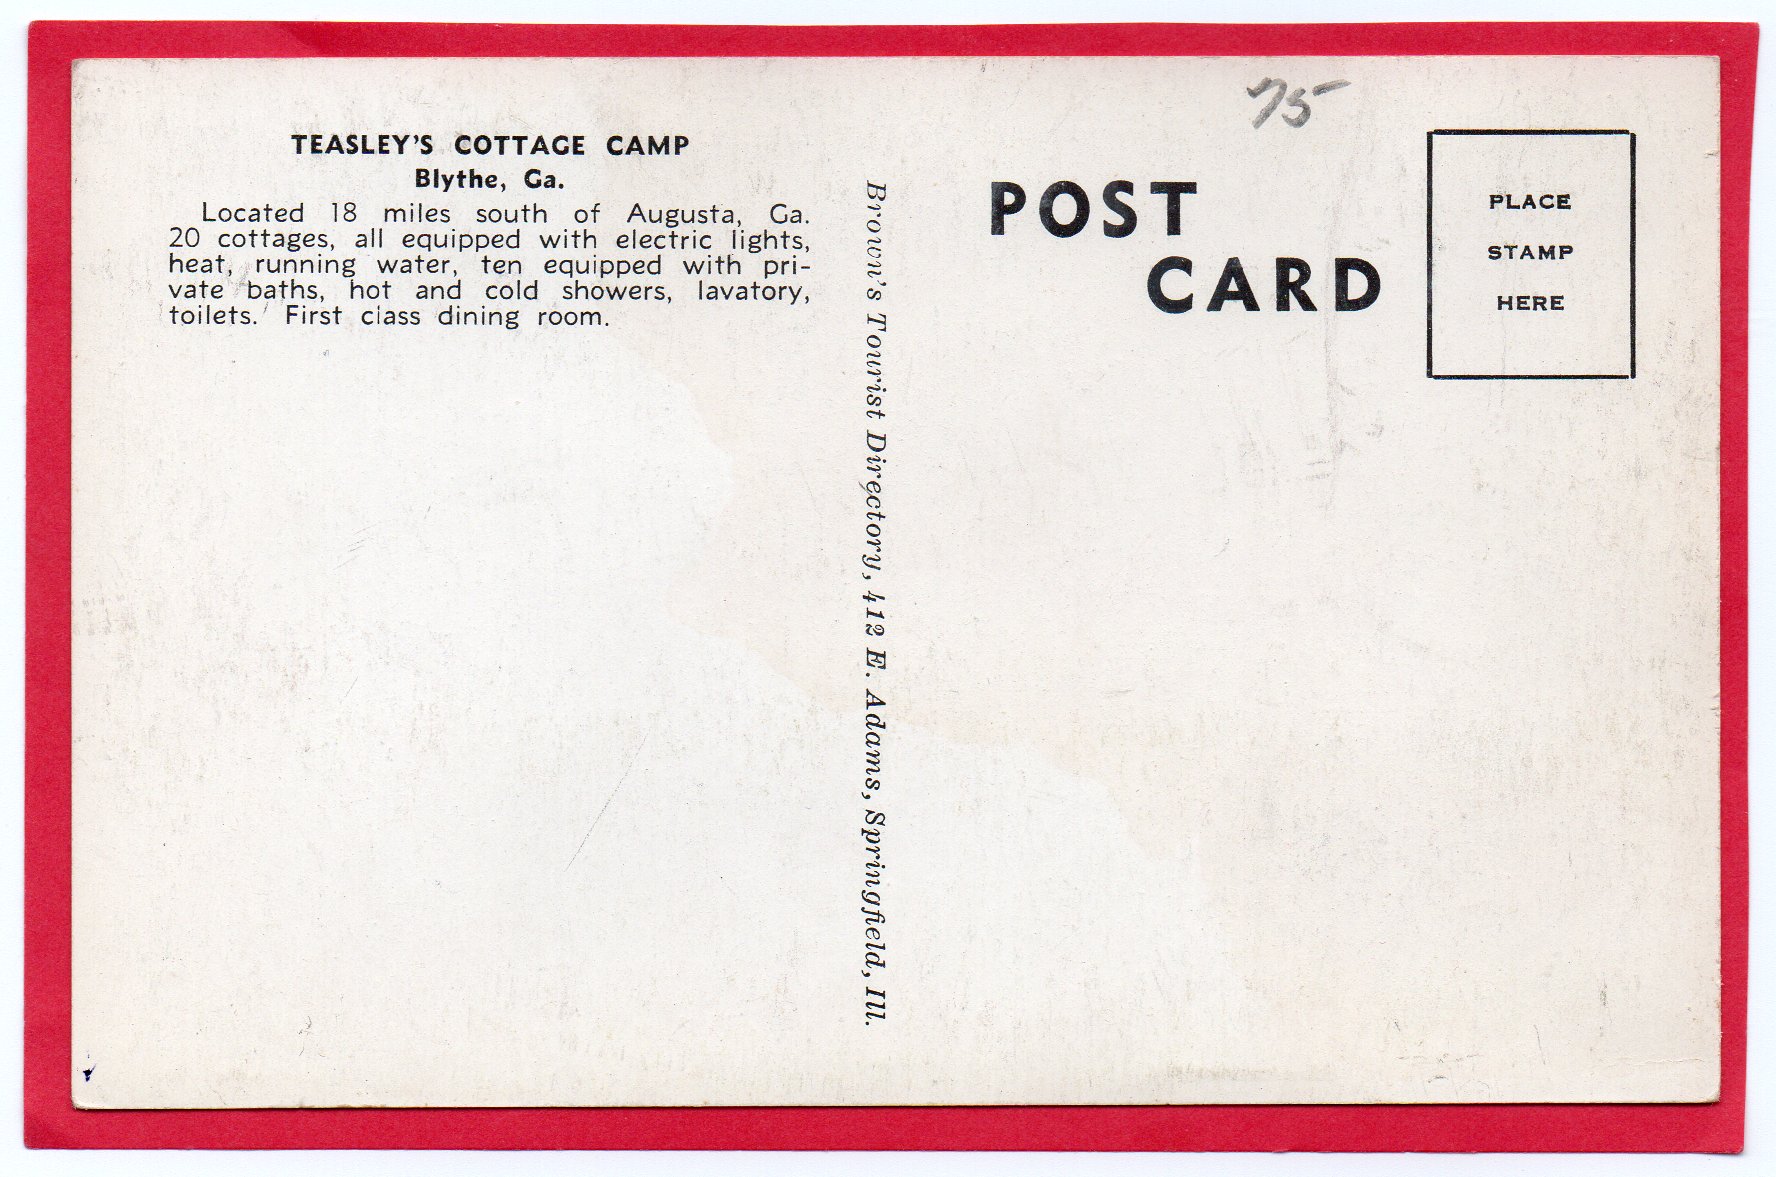 TEASLEY'S COTTAGE CAMP
Blythe, Ga.
Located 18 miles south of Augusta, Ga.
20 cottages, all equipped with electric lights,
heat, running water, ten equipped with pri-
vate baths, hot and cold showers, lavatory,
toilets. First class dining room.
Brown's Tourist Directory, 412 E. Adams, Springfield, Ill.
75
POST
CARD
PLACE
STAMP
HERE